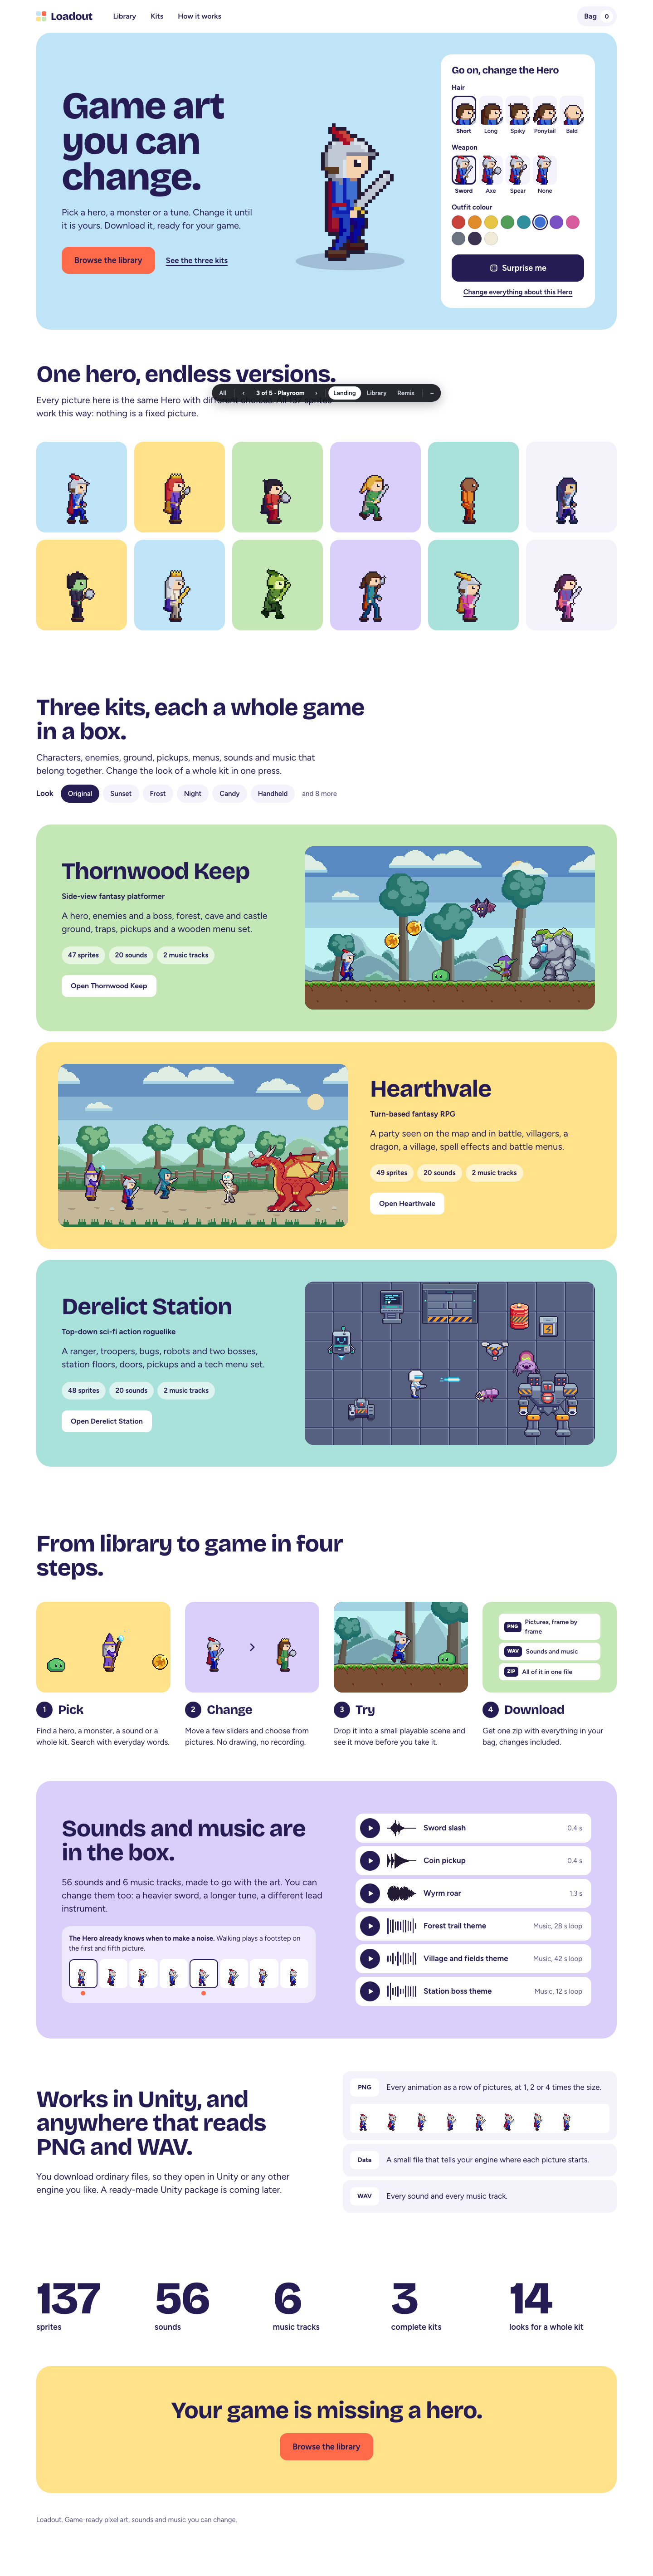 Loadout
Library
Kits
How it works
Bag 0
Game art
you can
change.
Pick a hero, a monster or a tune. Change it until
it is yours. Download it, ready for your game.
Browse the library
See the three kits
Go on, change the Hero
Hair
Short
Long
Spiky
Ponytail
Bald
Weapon
Sword
Axe
Spear
None
Outfit colour
Surprise me
Change everything about this Hero
One hero, endless versions.
All
‹
3 of 5 · Playroom
›
Landing
Library
Remix
–
Every picture here is the same Hero with
work this way: nothing is a fixed picture.
Three kits, each a whole game
in a box.
Characters, enemies, ground, pickups, menus, sounds and music that
belong together. Change the look of a whole kit in one press.
Look
Original
Sunset
Frost
Night
Candy
Handheld
and 8 more
Thornwood Keep
Side-view fantasy platformer
A hero, enemies and a boss, forest, cave and castle
ground, traps, pickups and a wooden menu set.
47 sprites
20 sounds
2 music tracks
Open Thornwood Keep
Hearthvale
Turn-based fantasy RPG
A party seen on the map and in battle, villagers, a
dragon, a village, spell effects and battle menus.
49 sprites
20 sounds
2 music tracks
Open Hearthvale
Derelict Station
Top-down sci-fi action roguelike
A ranger, troopers, bugs, robots and two bosses,
station floors, doors, pickups and a tech menu set.
48 sprites
20 sounds
2 music tracks
Open Derelict Station
From library to game in four
steps.
PNG
Pictures, frame by
frame
WAV
Sounds and music
ZIP
All of it in one file
1 Pick
Find a hero, a monster, a sound or a
whole kit. Search with everyday words.
2 Change
Move a few sliders and choose from
pictures. No drawing, no recording.
3 Try
Drop it into a small playable scene and
see it move before you take it.
4 Download
Get one zip with everything in your
bag, changes included.
Sounds and music are
in the box.
56 sounds and 6 music tracks, made to go with the art. You can
change them too: a heavier sword, a longer tune, a different lead
instrument.
The Hero already knows when to make a noise. Walking plays a footstep on
the first and fifth picture.
Sword slash
0.4 s
Coin pickup
0.4 s
Wyrm roar
1.3 s
Forest trail theme
Music, 28 s loop
Village and fields theme
Music, 42 s loop
Station boss theme
Music, 12 s loop
Works in Unity, and
anywhere that reads
PNG and WAV.
You download ordinary files, so they open in Unity or any other
engine you like. A ready-made Unity package is coming later.
PNG
Every animation as a row of pictures, at 1, 2 or 4 times the size.
Data
A small file that tells your engine where each picture starts.
WAV
Every sound and every music track.
137
sprites
56
sounds
6
music tracks
3
complete kits
14
looks for a whole kit
Your game is missing a hero.
Browse the library
Loadout. Game-ready pixel art, sounds and music you can change.